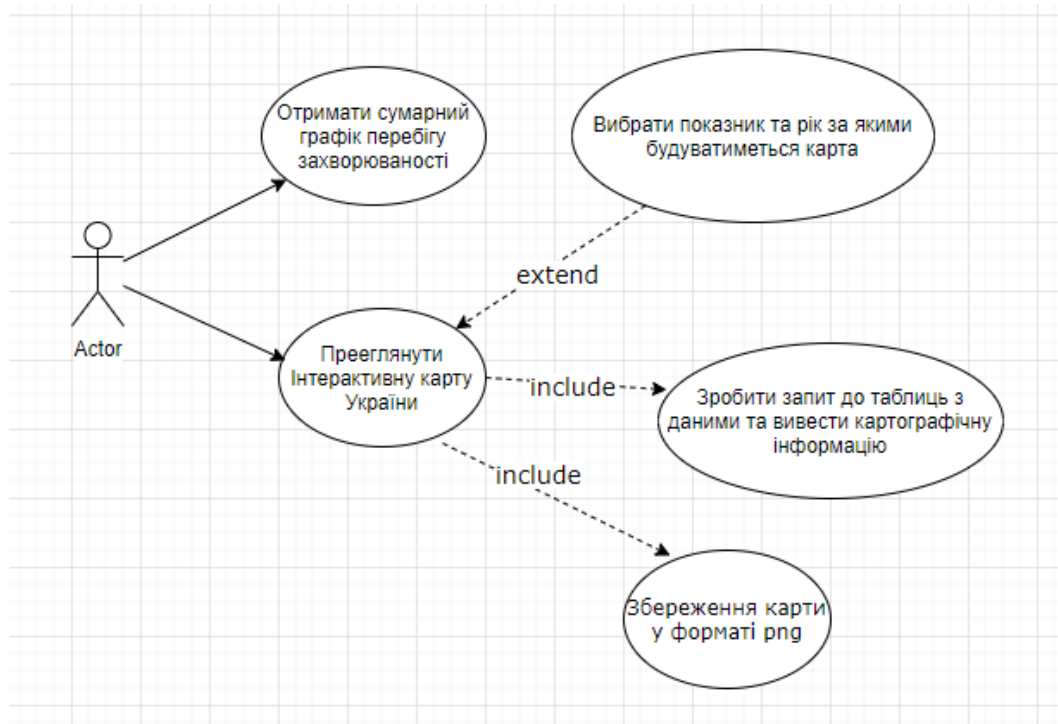 Отримати сумарний
графік перебігу
захворюваності
Вибрати показник та рік за якими
будуватиметься карта
extend
Actor
Прееглянути
Інтерактивну карту
України
include
Зробити запит до таблиць з
даними та вивести картографічну
інформацію
include
Збереження карти
у форматі png